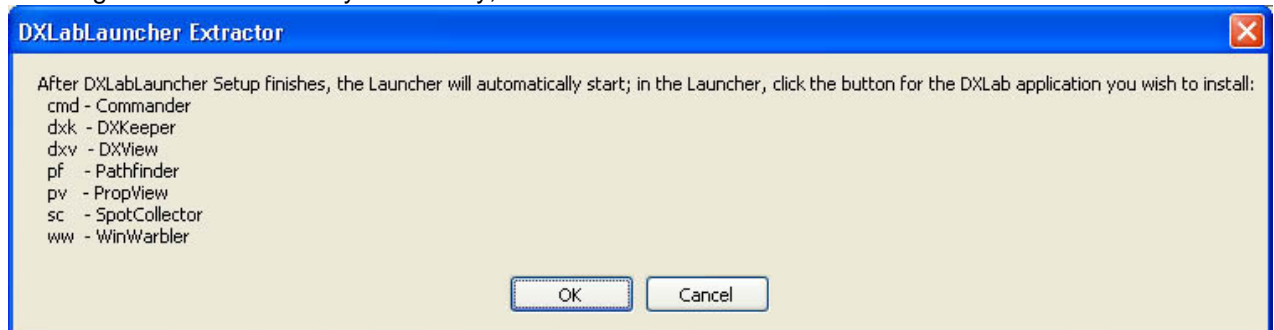 DXLabLauncher Extractor
After DXLabLauncher Setup finishes, the Launcher will automatically start; in the Launcher, click the button for the DXLab application you wish to install:
cmd - Commander
dxk - DXKeeper
dxv - DXView
pf - Pathfinder
pv - PropView
sc - SpotCollector
ww - WinWarbler
OK Cancel